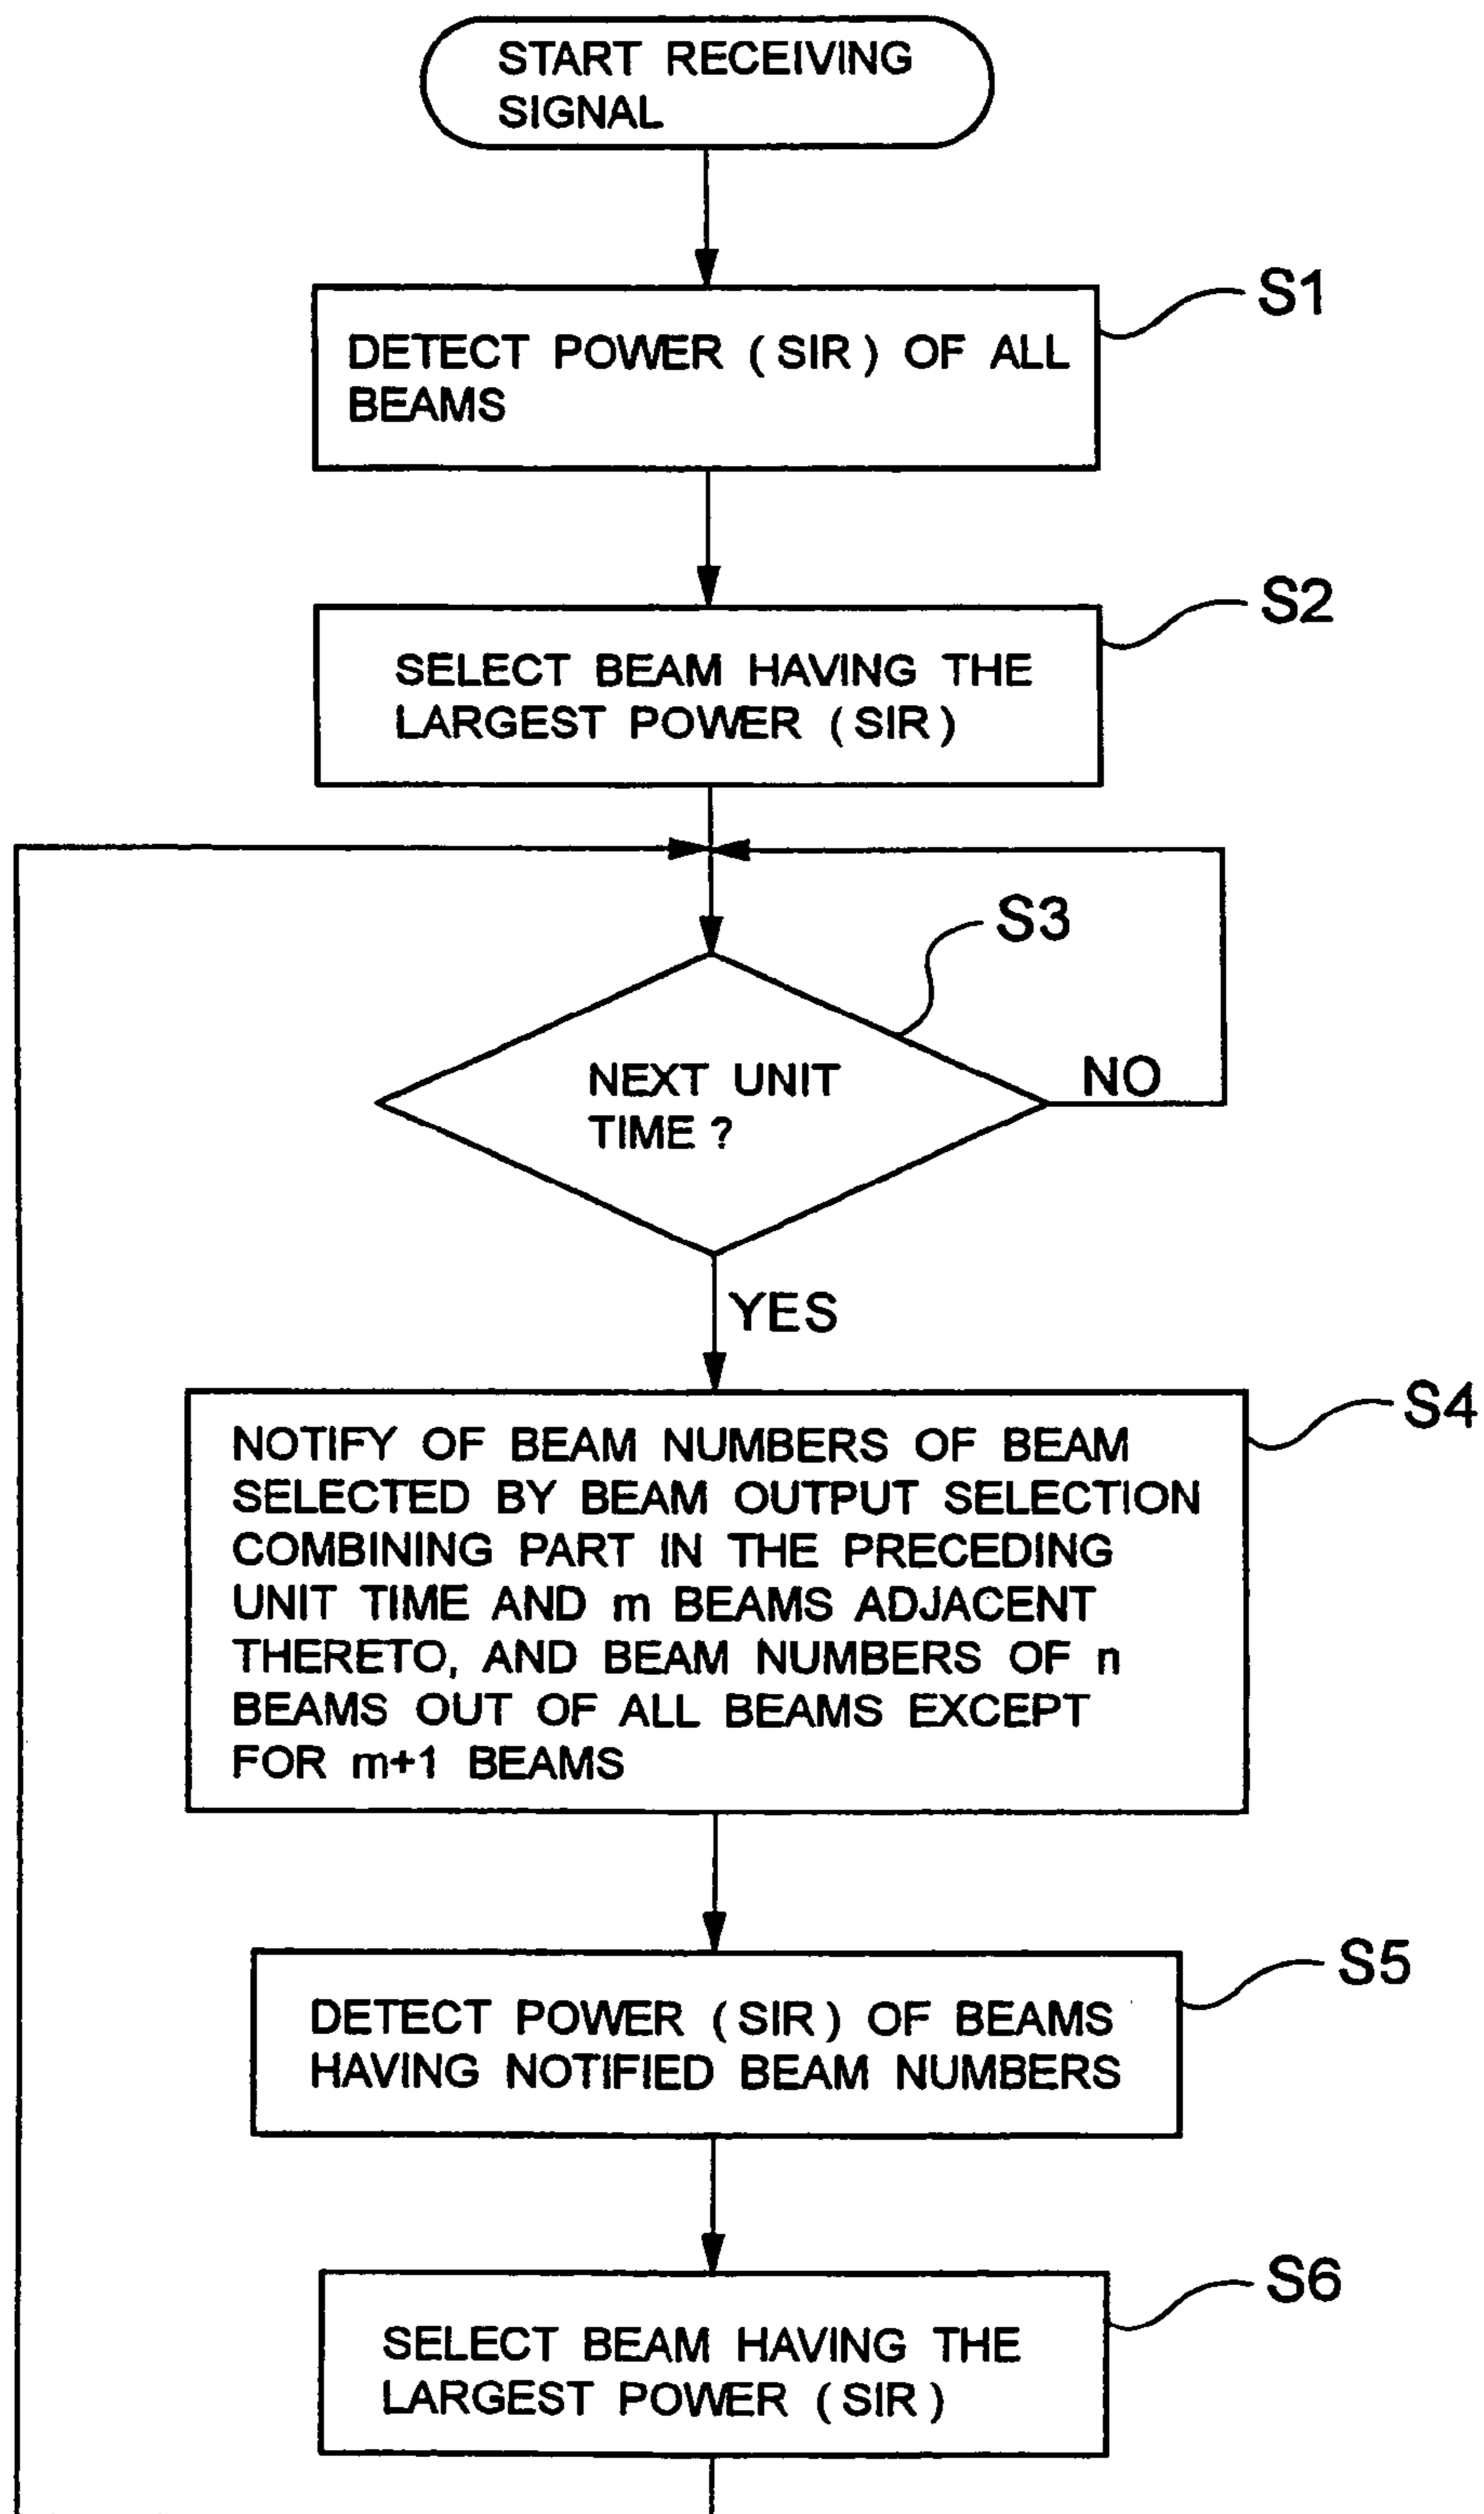 START RECEIVING
SIGNAL
S1
DETECT POWER (SIR) OF ALL
BEAMS
S2
SELECT BEAM HAVING THE
LARGEST POWER (SIR)
S3
NEXT UNIT
TIME?
NO
YES
S4
NOTIFY OF BEAM NUMBERS OF BEAM
SELECTED BY BEAM OUTPUT SELECTION
COMBINING PART IN THE PRECEDING
UNIT TIME AND m BEAMS ADJACENT
THERETO, AND BEAM NUMBERS OF n
BEAMS OUT OF ALL BEAMS EXCEPT
FOR m+1 BEAMS
S5
DETECT POWER (SIR) OF BEAMS
HAVING NOTIFIED BEAM NUMBERS
S6
SELECT BEAM HAVING THE
LARGEST POWER (SIR)